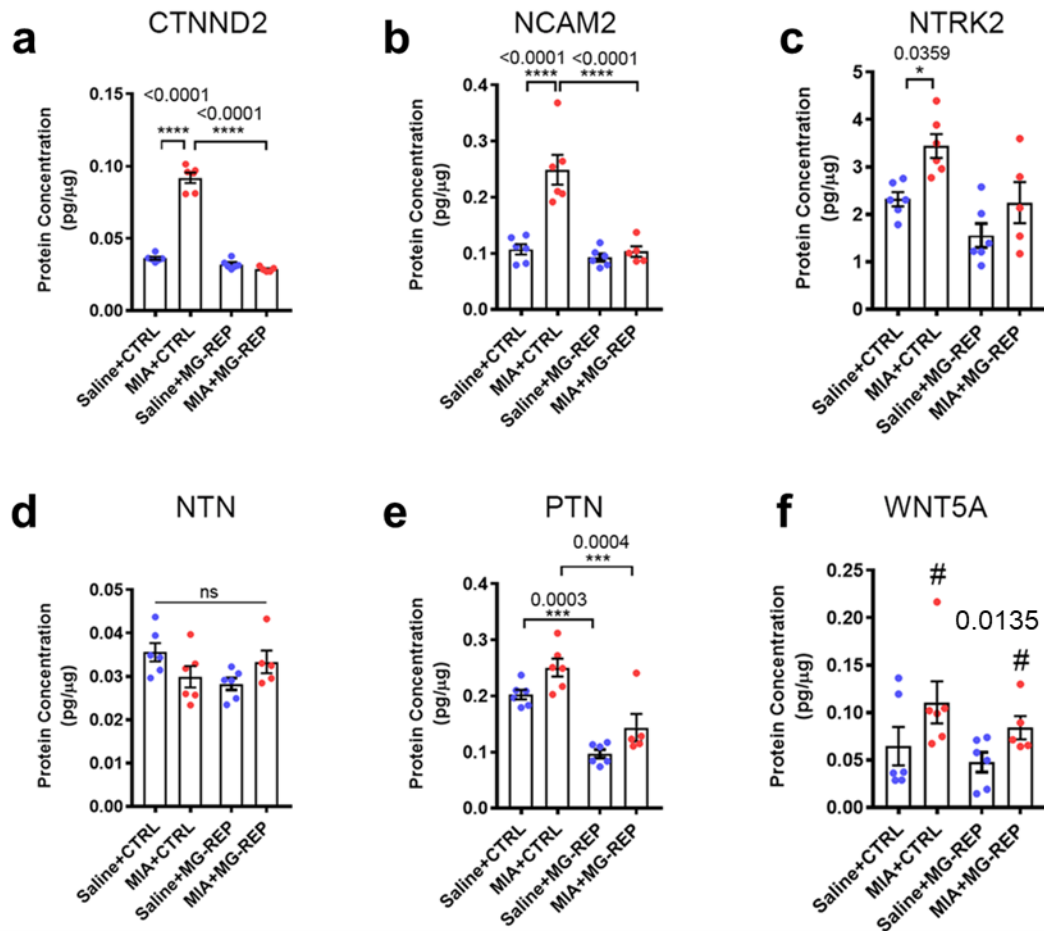 a
CTNND2
Protein Concentration
(pg/µg)
0.15
0.10
0.05
0.00
<0.0001
<0.0001
****
****
Saline+CTRL
MIA+CTRL
Saline+MG-REP
MIA+MG-REP
b
NCAM2
Protein Concentration
(pg/µg)
0.4
0.3
0.2
0.1
0.0
<0.0001
<0.0001
****
****
Saline+CTRL
MIA+CTRL
Saline+MG-REP
MIA+MG-REP
c
NTRK2
Protein Concentration
(pg/µg)
5
4
3
2
1
0
0.0359
*
Saline+CTRL
MIA+CTRL
Saline+MG-REP
MIA+MG-REP
d
NTN
Protein Concentration
(pg/µg)
0.05
0.04
0.03
0.02
0.01
0.00
ns
Saline+CTRL
MIA+CTRL
Saline+MG-REP
MIA+MG-REP
e
PTN
Protein Concentration
(pg/µg)
0.4
0.3
0.2
0.1
0.0
0.0004
***
0.0003
***
Saline+CTRL
MIA+CTRL
Saline+MG-REP
MIA+MG-REP
f
WNT5A
Protein Concentration
(pg/µg)
0.25
0.20
0.15
0.10
0.05
0.00
#
0.0135
#
Saline+CTRL
MIA+CTRL
Saline+MG-REP
MIA+MG-REP